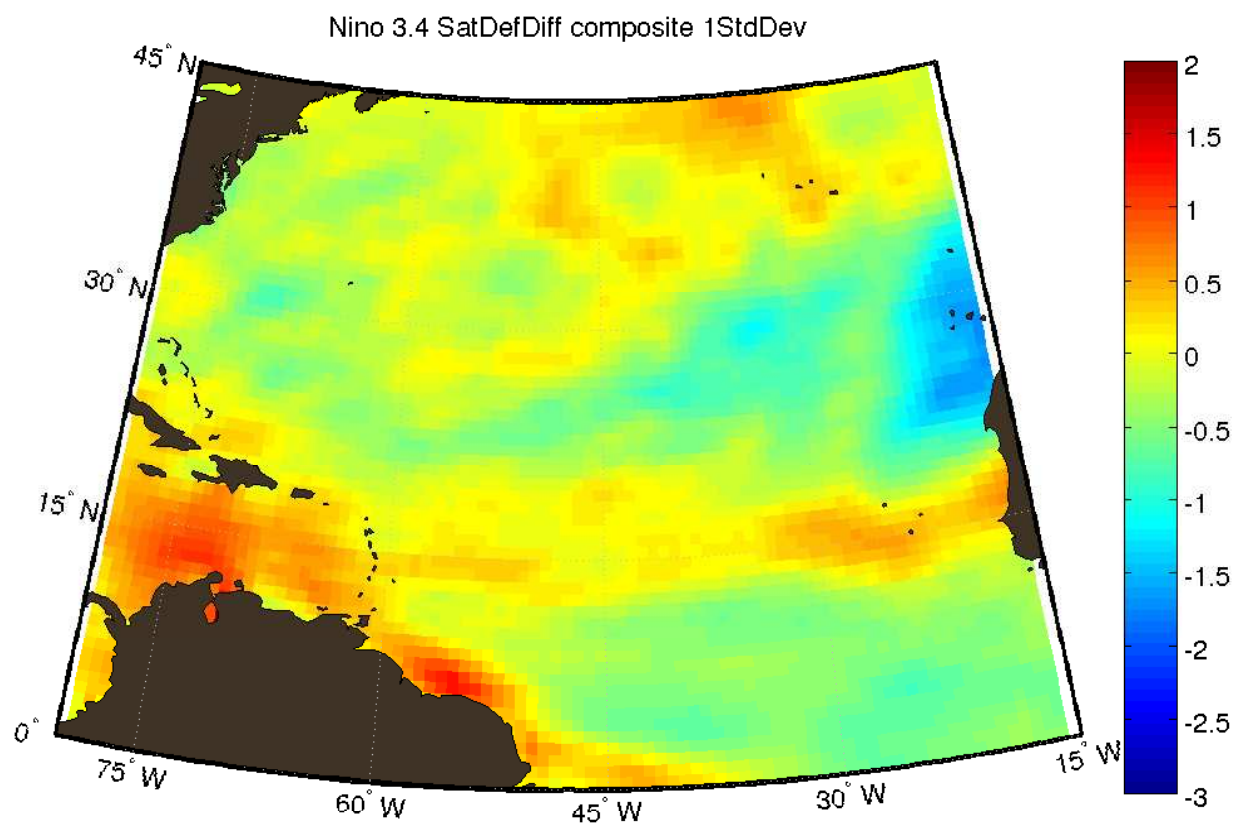 Nino 3.4 SatDefDiff composite 1StdDev
45° N
30° N
15° N
0°
75° W
60° W
45° W
30° W
15° W
2
1.5
1
0.5
0
-0.5
-1
-1.5
-2
-2.5
-3